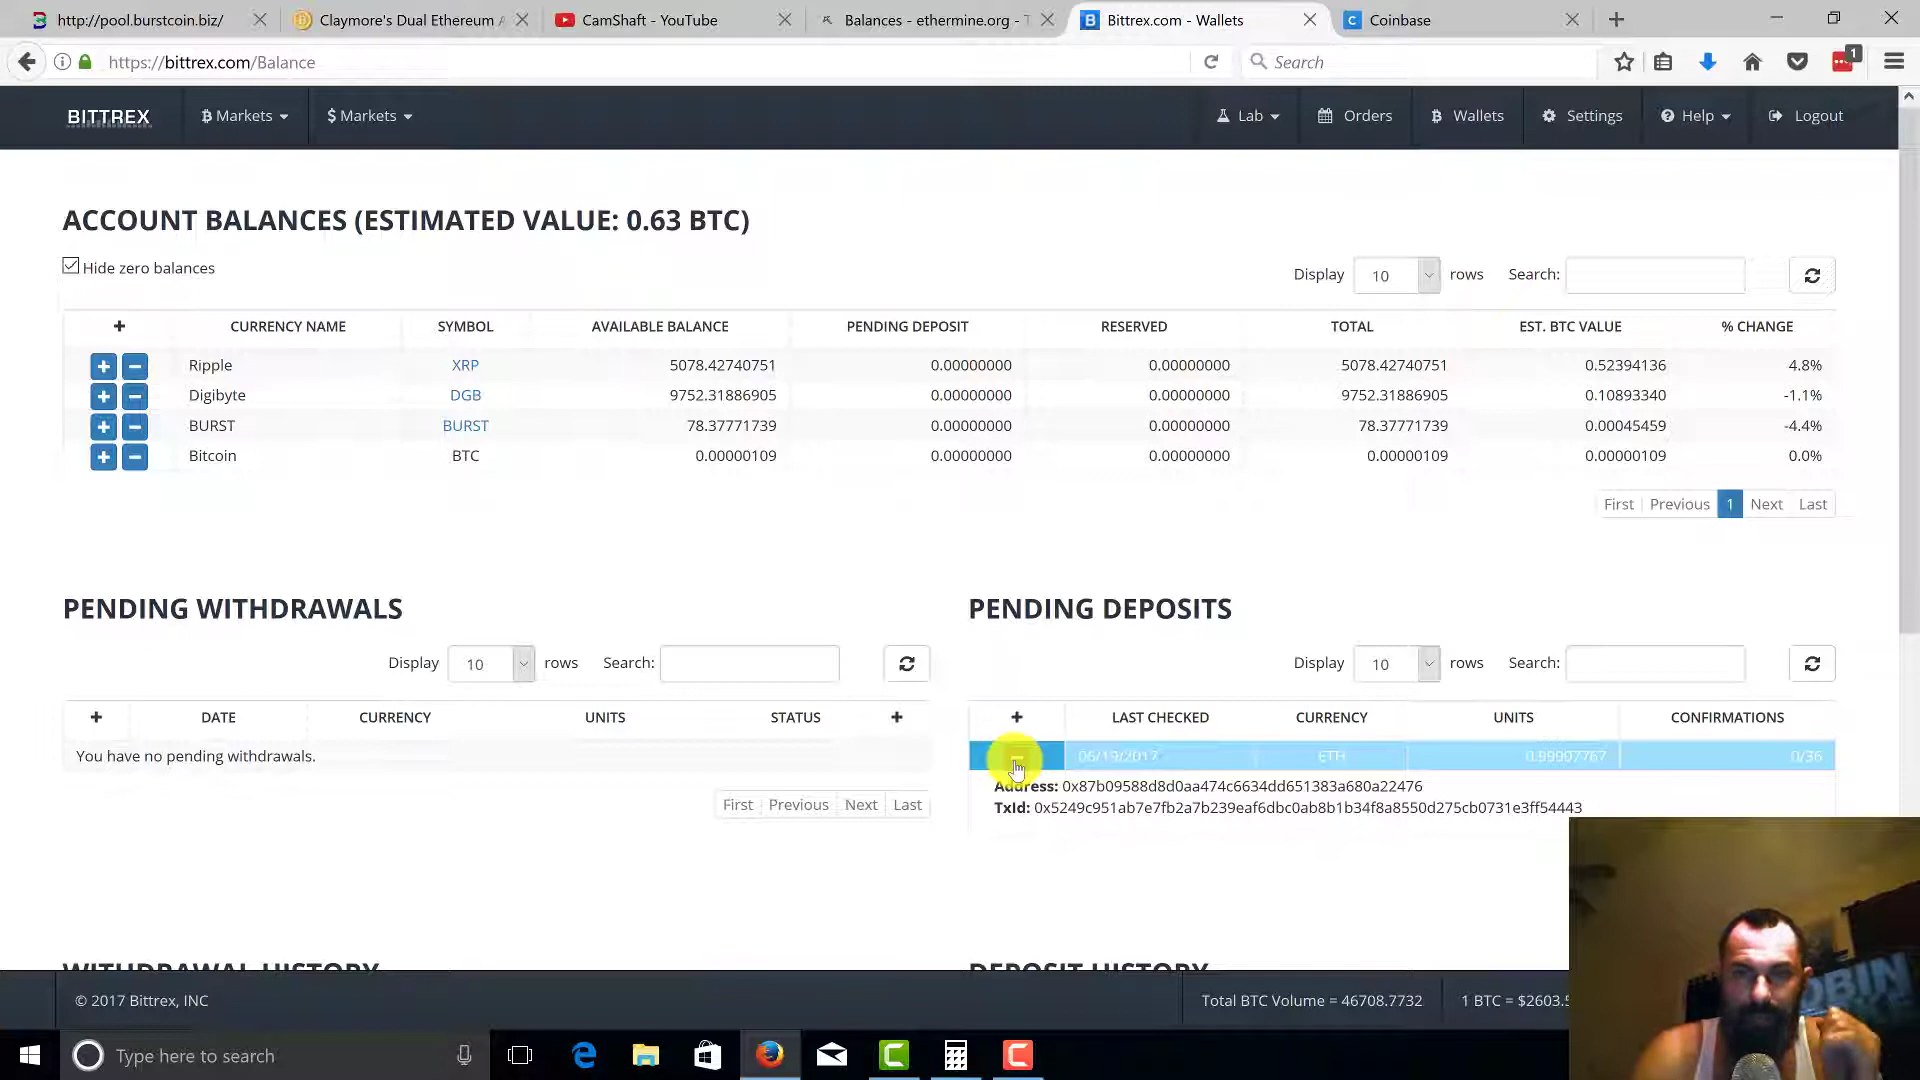 http://pool.burstcoin.biz/
Claymore's Dual Ethereum
CamShaft - YouTube
Balances - ethermine.org -
Bittrex.com - Wallets
Coinbase
https://bittrex.com/Balance
Search
1
BITTREX
Markets
$ Markets
Lab
Orders
Wallets
Settings
Help
Logout
ACCOUNT BALANCES (ESTIMATED VALUE: 0.63 BTC)
Hide zero balances
Display 10 rows Search:
+ CURRENCY NAME SYMBOL AVAILABLE BALANCE PENDING DEPOSIT RESERVED TOTAL EST. BTC VALUE % CHANGE
Ripple XRP 5078.42740751 0.00000000 0.00000000 5078.42740751 0.52394136 4.8%
Digibyte DGB 9752.31886905 0.00000000 0.00000000 9752.31886905 0.10893340 -1.1%
BURST BURST 78.37771739 0.00000000 0.00000000 78.37771739 0.00045459 -4.4%
Bitcoin BTC 0.00000109 0.00000000 0.00000000 0.00000109 0.00000109 0.0%
First Previous 1 Next Last
PENDING WITHDRAWALS
Display 10 rows Search:
+ DATE CURRENCY UNITS STATUS +
You have no pending withdrawals.
First Previous Next Last
PENDING DEPOSITS
Display 10 rows Search:
+ LAST CHECKED CURRENCY UNITS CONFIRMATIONS
06/19/2017 ETH 0.99907767 0/36
Address: 0x87b09588d8d0aa474c6634dd651383a680a22476
TxId: 0x5249c951ab7e7fb2a7b239eaf6dbc0ab8b1b34f8a8550d275cb0731e3ff54443
WITHDRAWAL HISTORY
DEPOSIT HISTORY
© 2017 Bittrex, INC
Total BTC Volume = 46708.7732
1 BTC = $2603.5
Type here to search